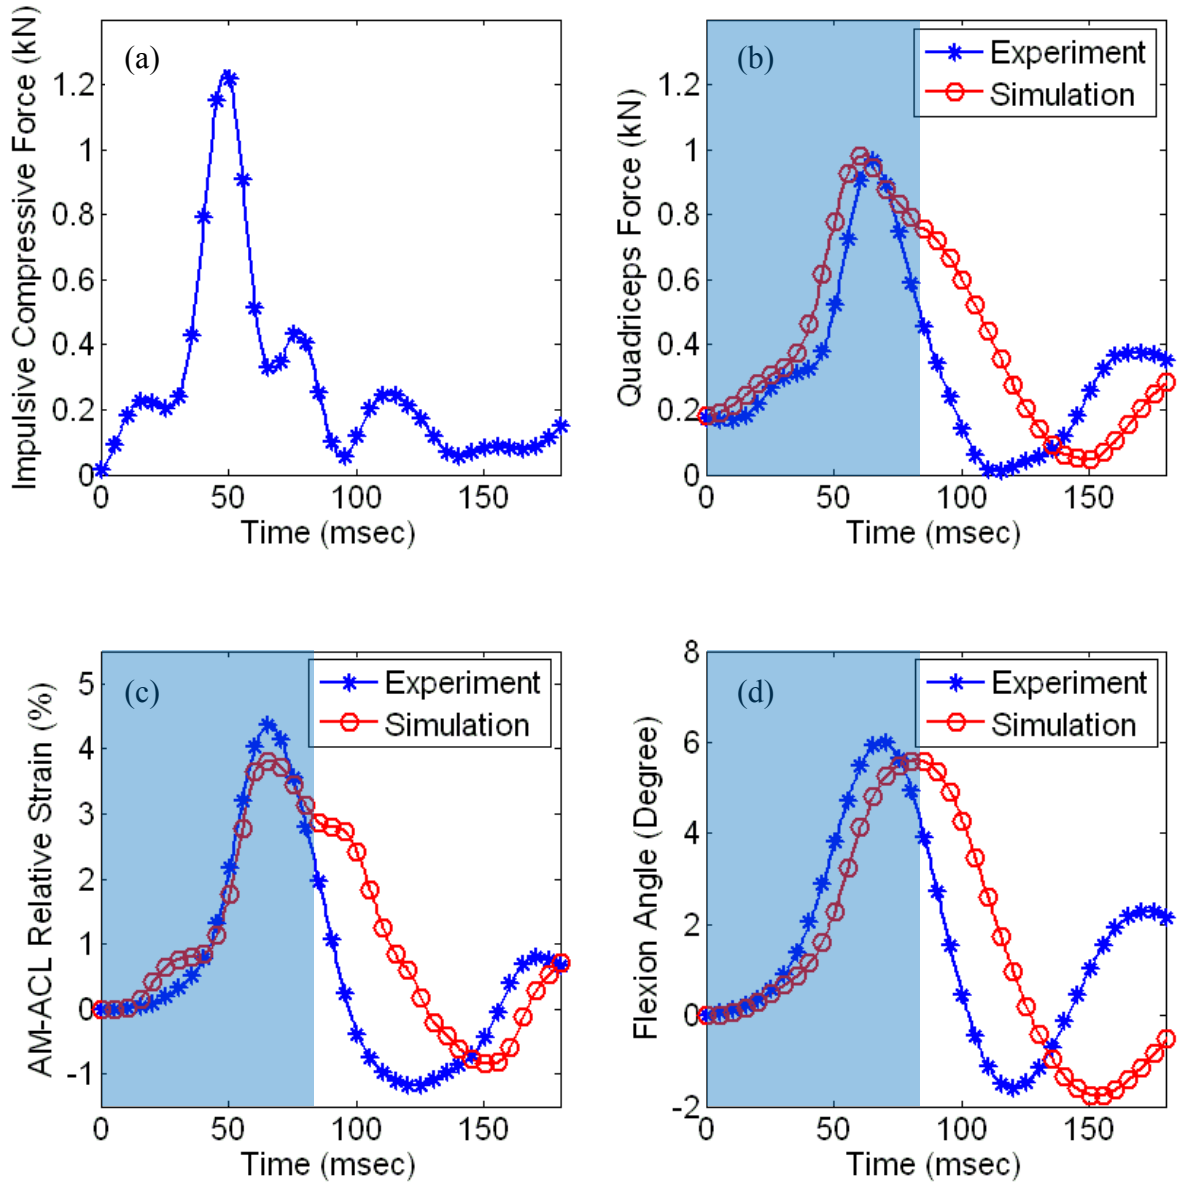 (a)
Impulsive Compressive Force (kN)
1.2
1
0.8
0.6
0.4
0.2
0
0 50 100 150
Time (msec)
(b)
Experiment
Simulation
Quadriceps Force (kN)
1.2
1
0.8
0.6
0.4
0.2
0
0 50 100 150
Time (msec)
(c)
Experiment
Simulation
AM-ACL Relative Strain (%)
5
4
3
2
1
0
-1
0 50 100 150
Time (msec)
(d)
Experiment
Simulation
Flexion Angle (Degree)
8
6
4
2
0
-2
0 50 100 150
Time (msec)